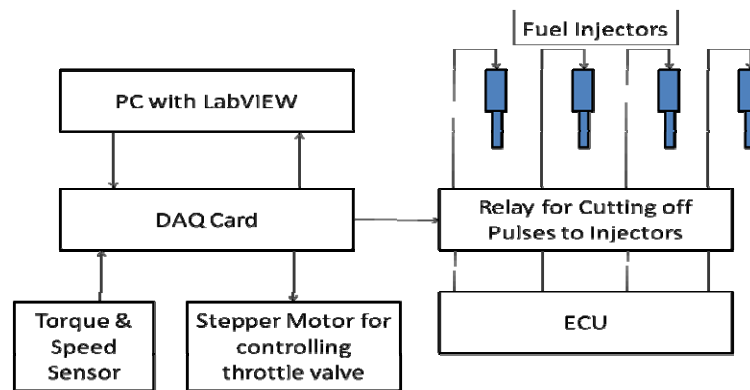 Fuel Injectors
PC with LabVIEW
DAQ Card
Relay for Cutting off
Pulses to Injectors
Torque &
Speed
Sensor
Stepper Motor for
controlling
throttle valve
ECU